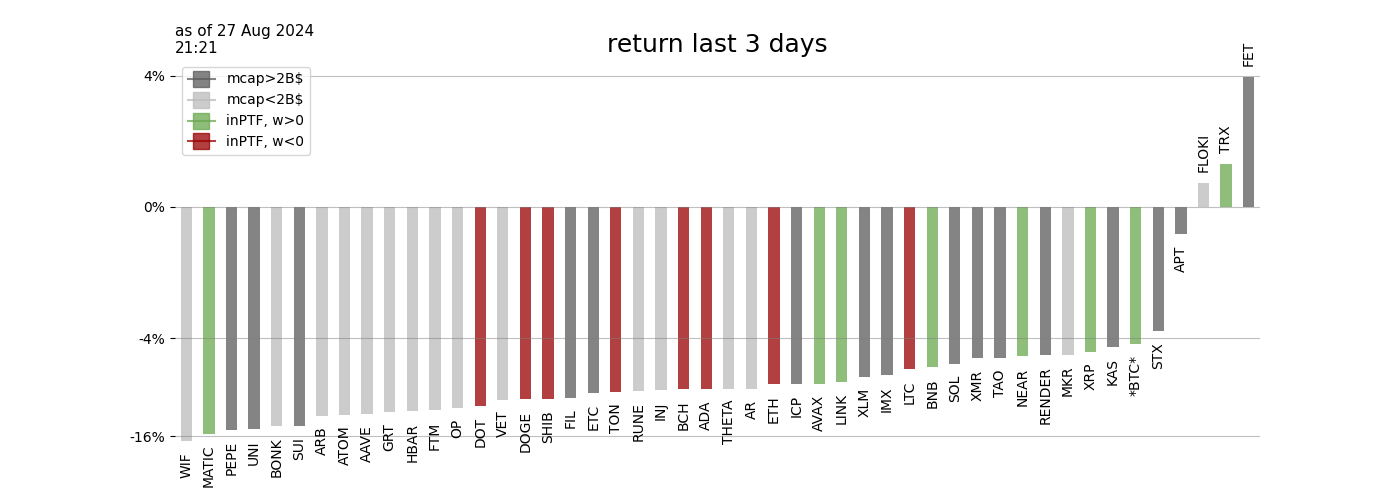 as of 27 Aug 2024
21:21
return last 3 days
mcap>2B$
mcap<2B$
inPTF, w>0
inPTF, w<0
4%
0%
-4%
-16%
WIF
MATIC
PEPE
UNI
BONK
SUI
ARB
ATOM
AAVE
GRT
HBAR
FTM
OP
DOT
VET
DOGE
SHIB
FIL
ETC
TON
RUNE
INJ
BCH
ADA
THETA
AR
ETH
ICP
AVAX
LINK
XLM
IMX
LTC
BNB
SOL
XMR
TAO
NEAR
RENDER
MKR
XRP
KAS
*BTC*
STX
APT
FLOKI
TRX
FET